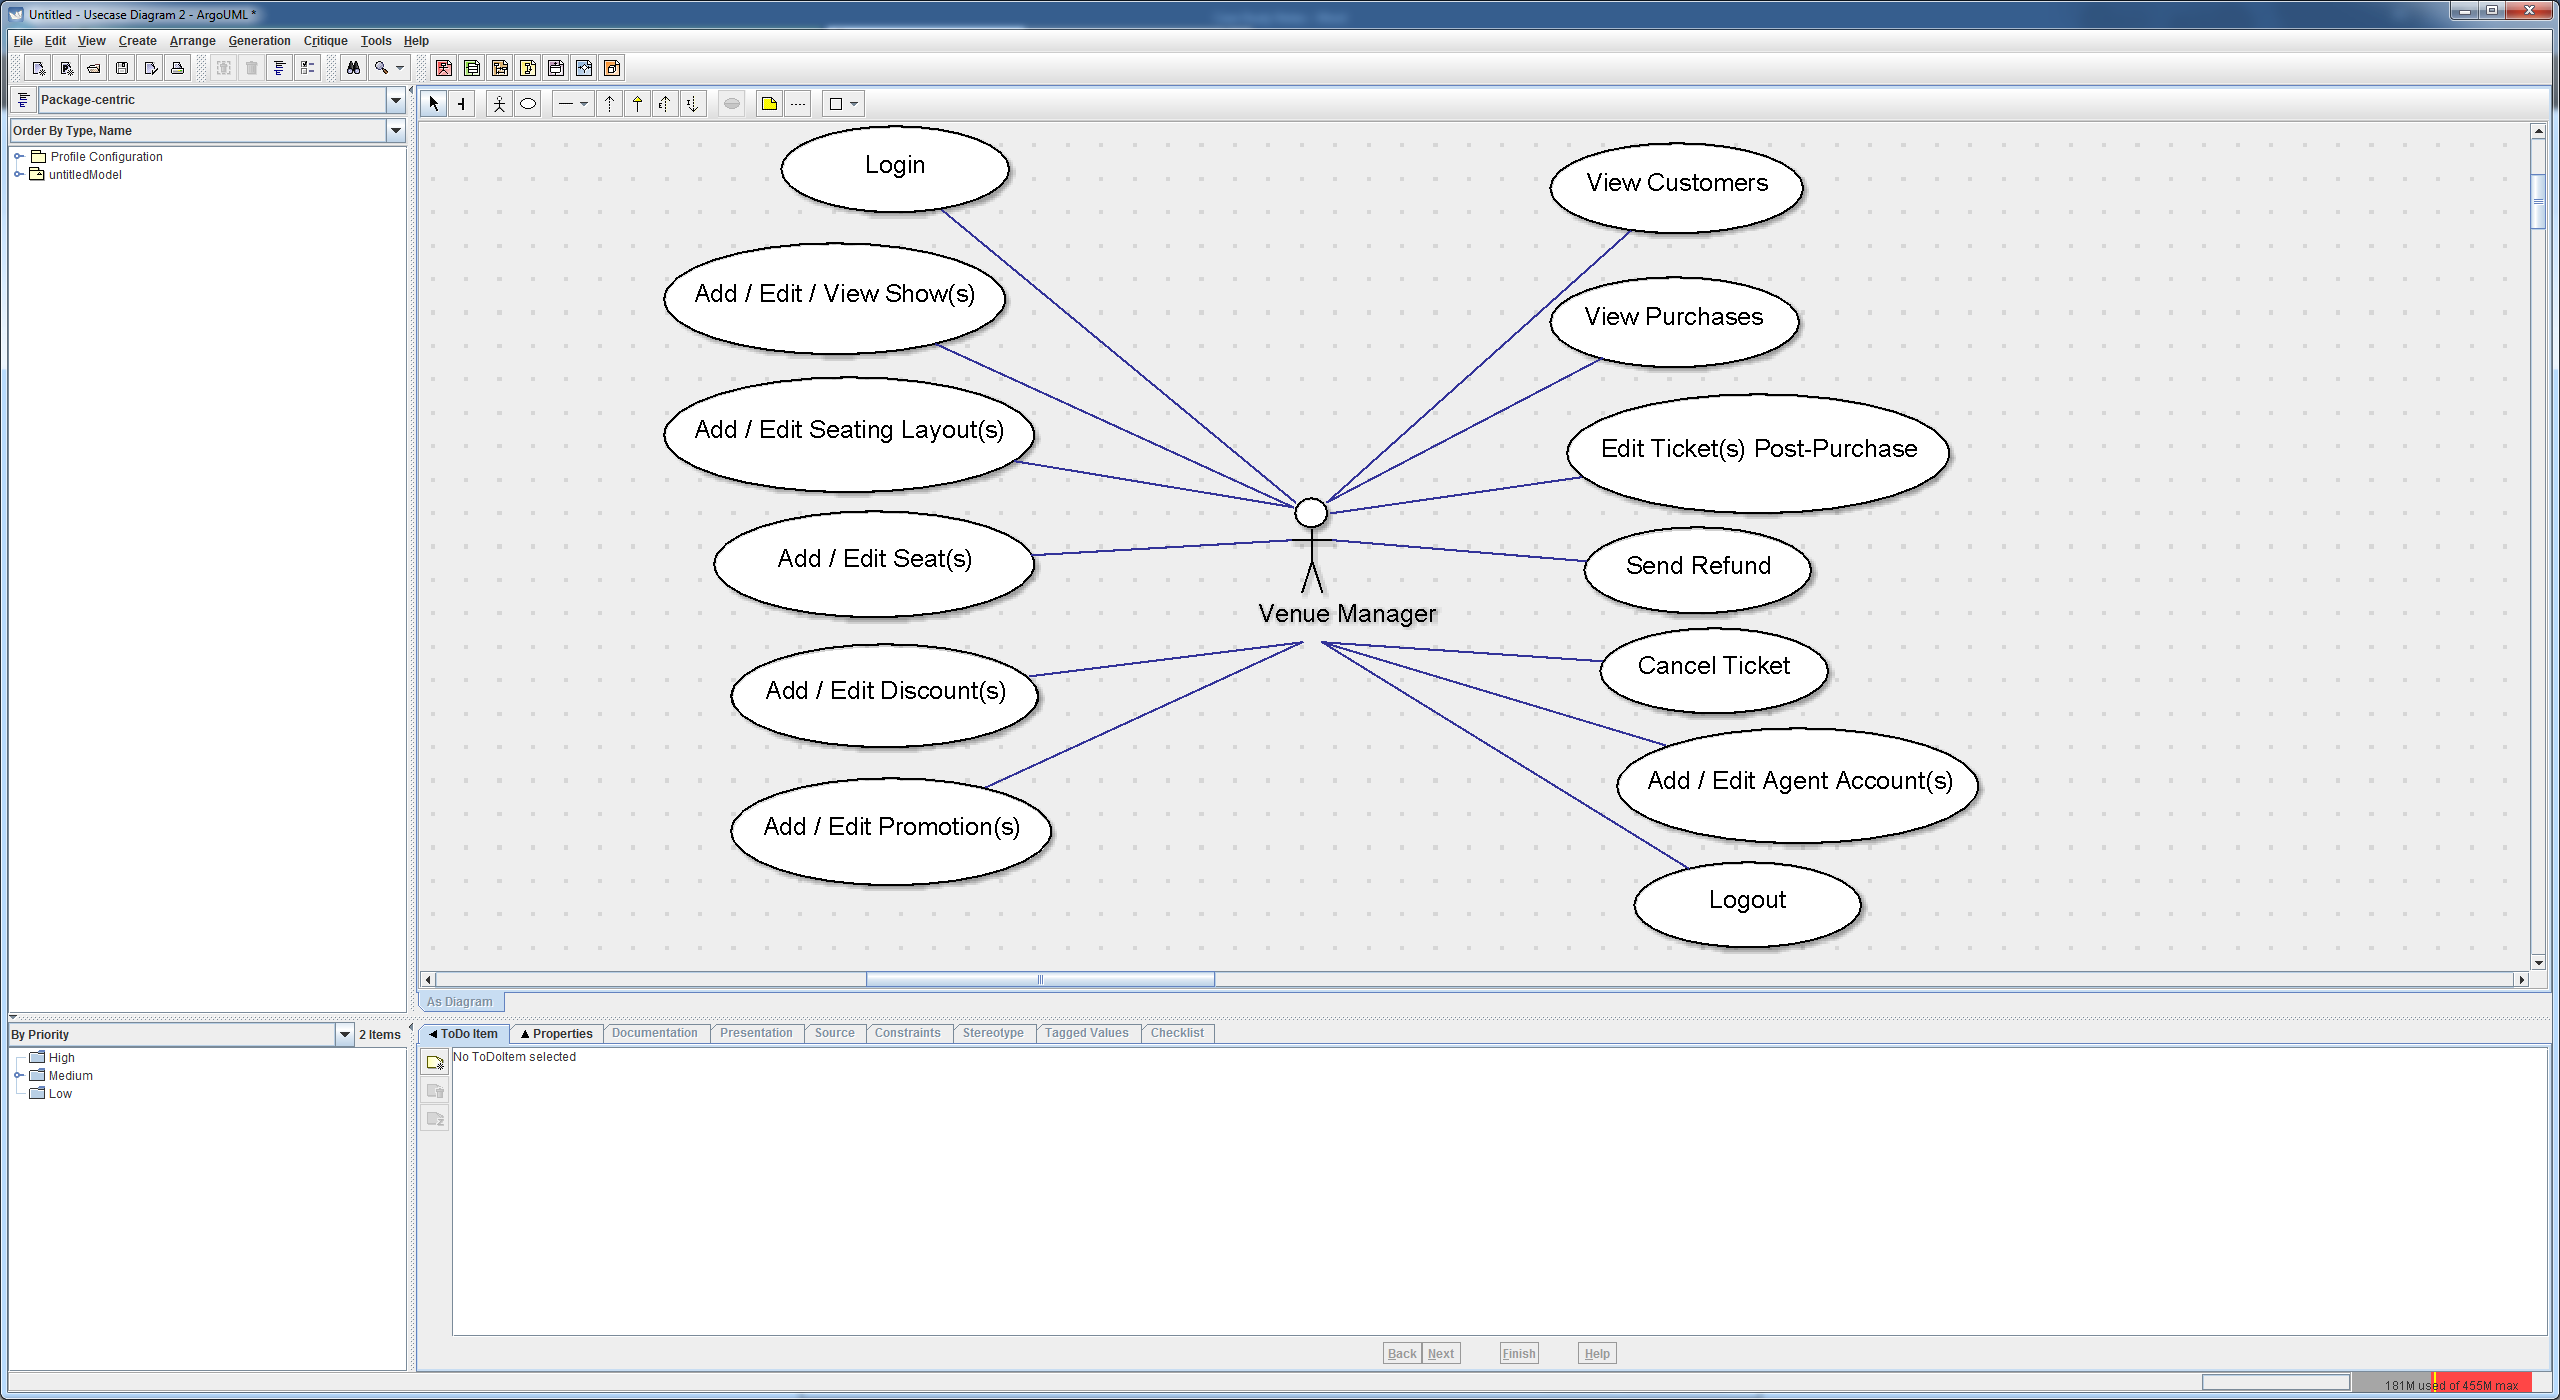 Untitled - Usecase Diagram 2 - ArgoUML *
File Edit View Create Arrange Generation Critique Tools Help
Package-centric
Order By Type, Name
Profile Configuration
untitledModel
Login
View Customers
Add / Edit / View Show(s)
View Purchases
Add / Edit Seating Layout(s)
Edit Ticket(s) Post-Purchase
Add / Edit Seat(s)
Send Refund
Venue Manager
Cancel Ticket
Add / Edit Discount(s)
Add / Edit Agent Account(s)
Add / Edit Promotion(s)
Logout
As Diagram
By Priority 2 Items
High
Medium
Low
ToDo Item Properties Documentation Presentation Source Constraints Stereotype Tagged Values Checklist
No ToDoItem selected
Back Next Finish Help
181M used of 455M max